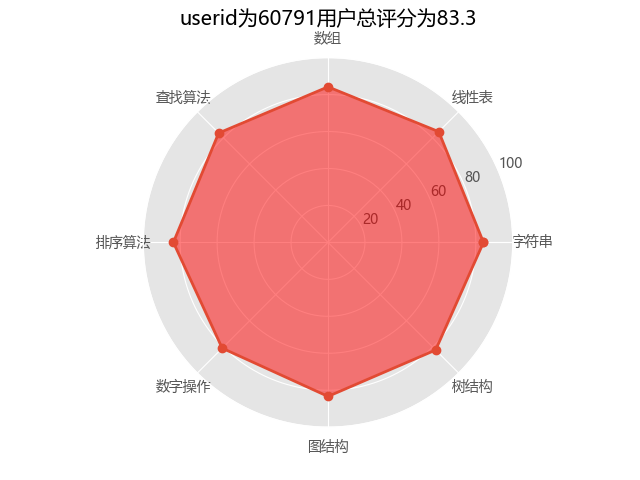 userid为60791用户总评分为83.3
数组
查找算法
线性表
100
80
60
40
20
排序算法
字符串
数字操作
树结构
图结构